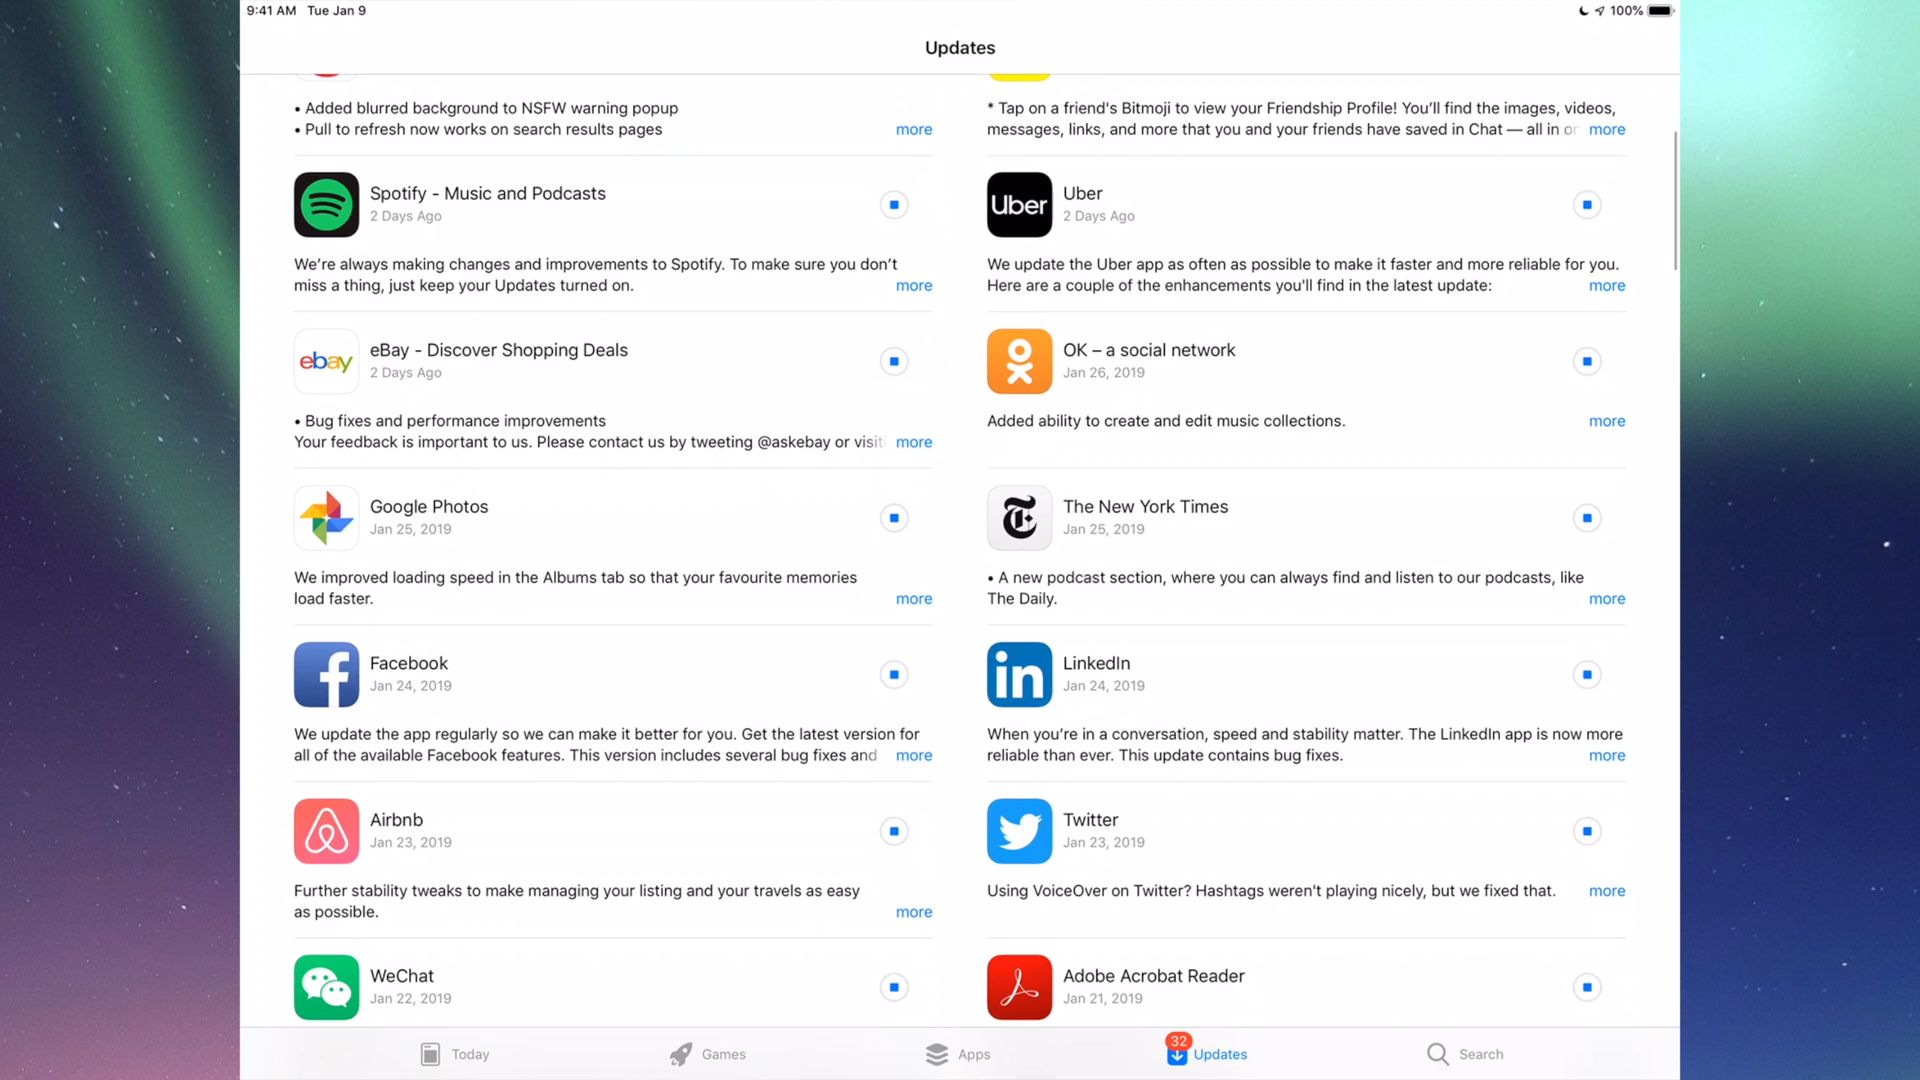 9:41 AM Tue Jan 9
100%
Updates
• Added blurred background to NSFW warning popup
• Pull to refresh now works on search results pages
more
* Tap on a friend's Bitmoji to view your Friendship Profile! You'll find the images, videos,
messages, links, and more that you and your friends have saved in Chat — all in or more
Spotify - Music and Podcasts
2 Days Ago
We're always making changes and improvements to Spotify. To make sure you don't
miss a thing, just keep your Updates turned on.
more
Uber
Uber
2 Days Ago
We update the Uber app as often as possible to make it faster and more reliable for you.
Here are a couple of the enhancements you'll find in the latest update:
more
ebay
eBay - Discover Shopping Deals
2 Days Ago
• Bug fixes and performance improvements
Your feedback is important to us. Please contact us by tweeting @askebay or visiti more
OK – a social network
Jan 26, 2019
Added ability to create and edit music collections.
more
Google Photos
Jan 25, 2019
We improved loading speed in the Albums tab so that your favourite memories
load faster.
more
The New York Times
Jan 25, 2019
• A new podcast section, where you can always find and listen to our podcasts, like
The Daily.
more
Facebook
Jan 24, 2019
We update the app regularly so we can make it better for you. Get the latest version for
all of the available Facebook features. This version includes several bug fixes and more
in
LinkedIn
Jan 24, 2019
When you're in a conversation, speed and stability matter. The LinkedIn app is now more
reliable than ever. This update contains bug fixes.
more
Airbnb
Jan 23, 2019
Further stability tweaks to make managing your listing and your travels as easy
as possible.
more
Twitter
Jan 23, 2019
Using VoiceOver on Twitter? Hashtags weren't playing nicely, but we fixed that.
more
WeChat
Jan 22, 2019
Adobe Acrobat Reader
Jan 21, 2019
Today
Games
Apps
32
Updates
Search